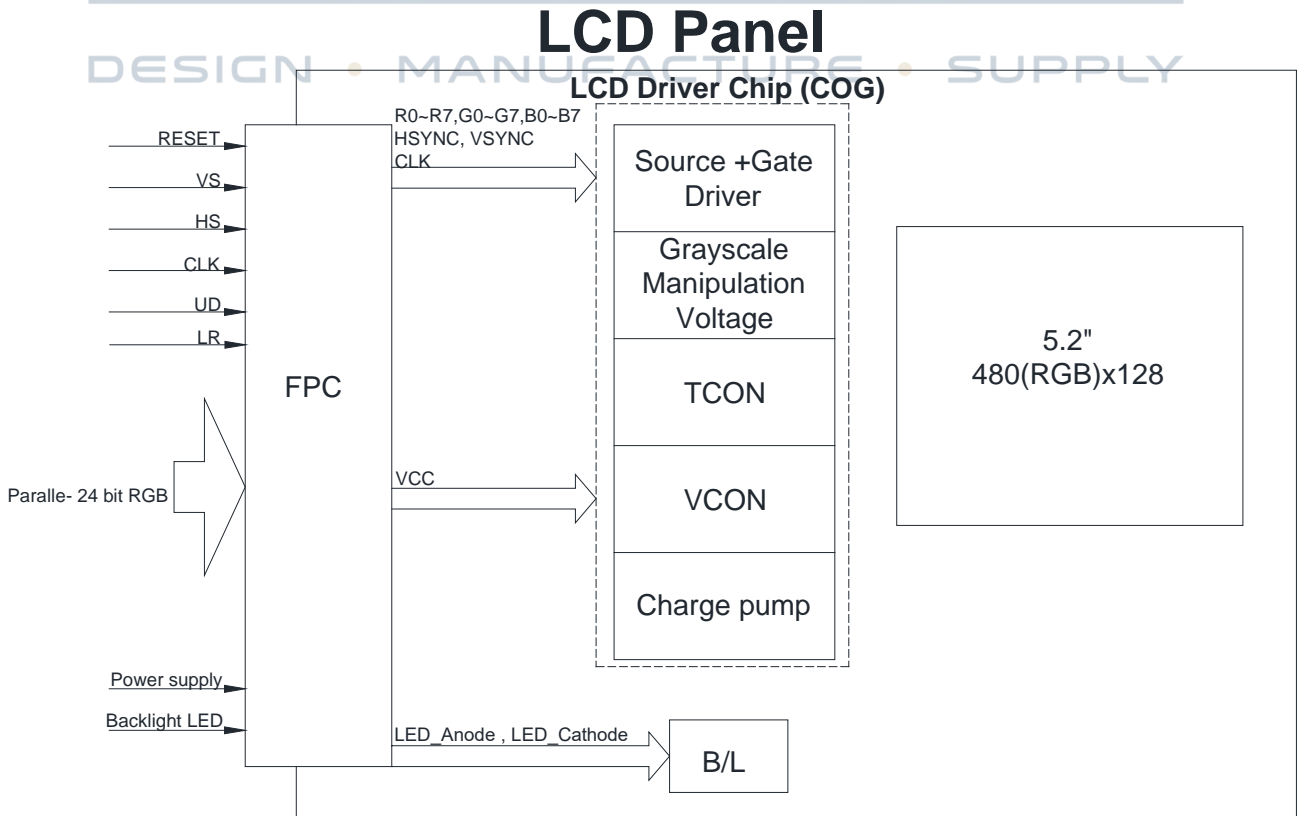 LCD Panel
DESIGN • MANUFACTURE • SUPPLY
LCD Driver Chip (COG)
R0~R7,G0~G7,B0~B7
HSYNC, VSYNC
CLK
RESET
VS
HS
CLK
UD
LR
FPC
Paralle- 24 bit RGB
Power supply
Backlight LED
Source +Gate
Driver
Grayscale
Manipulation
Voltage
TCON
VCC
VCON
Charge pump
5.2"
480(RGB)x128
LED_Anode , LED_Cathode
B/L